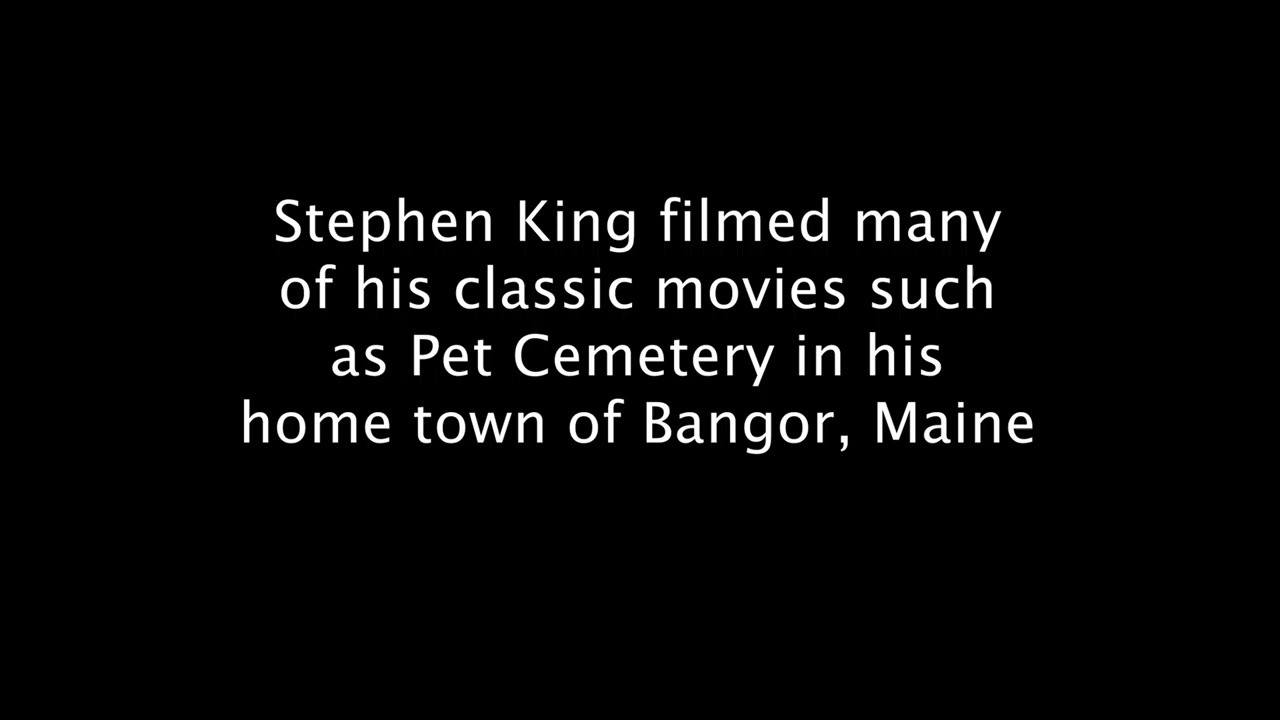 Stephen King filmed many
of his classic movies such
as Pet Cemetery in his
home town of Bangor, Maine